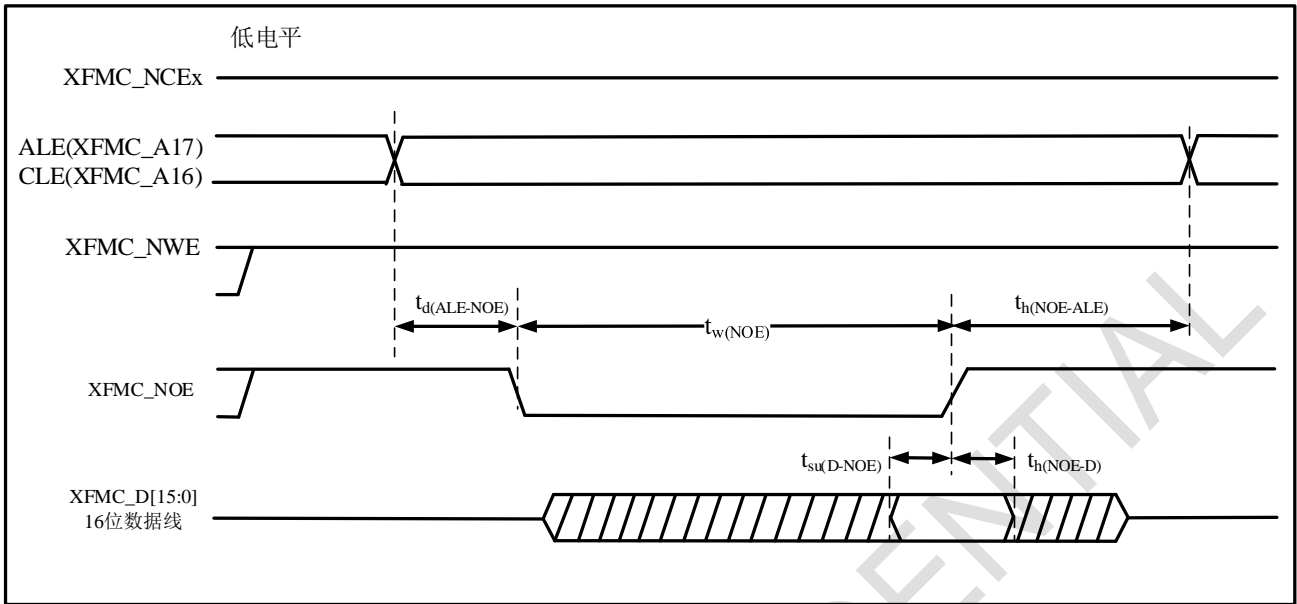 低电平
XFMC_NCEx
ALE(XFMC_A17)
CLE(XFMC_A16)
XFMC_NWE
td(ALE-NOE)
tw(NOE)
th(NOE-ALE)
XFMC_NOE
tsu(D-NOE)
th(NOE-D)
XFMC_D[15:0]
16位数据线
ENTIAL